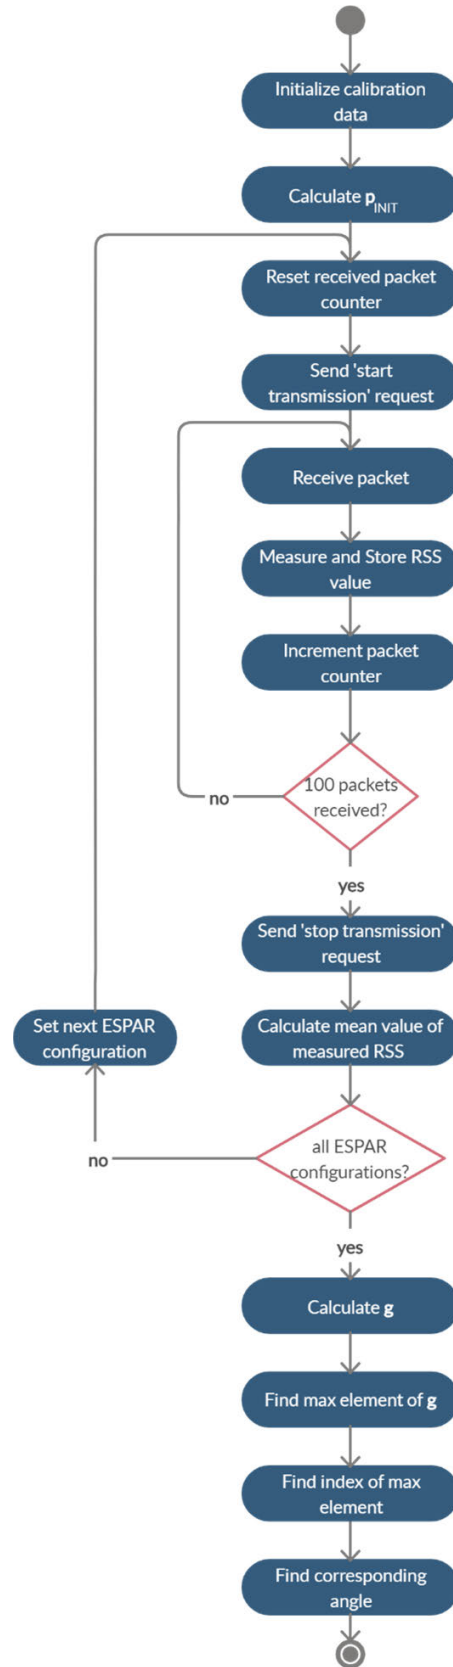 Initialize calibration
data
Calculate p_INIT
Reset received packet
counter
Send 'start
transmission' request
Receive packet
Measure and Store RSS
value
Increment packet
counter
100 packets
received?
no
yes
Send 'stop transmission'
request
Set next ESPAR
configuration
Calculate mean value of
measured RSS
all ESPAR
configurations?
no
yes
Calculate g
Find max element of g
Find index of max
element
Find corresponding
angle